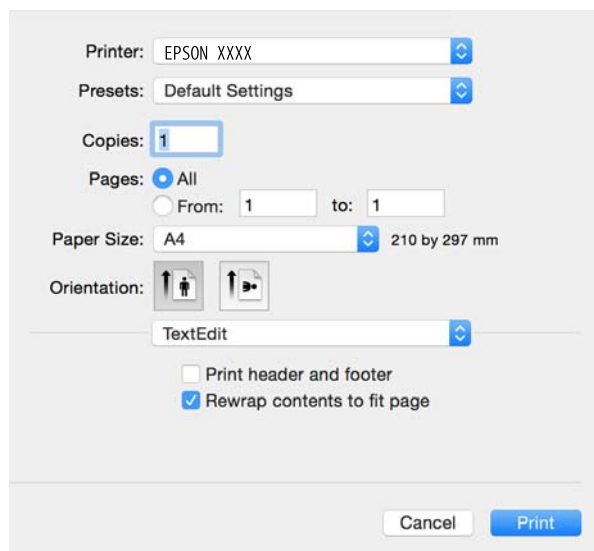 Printer: EPSON XXXX
Presets: Default Settings
Copies: 1
Pages: All
From: 1 to: 1
Paper Size: A4 210 by 297 mm
Orientation:
TextEdit
Print header and footer
Rewrap contents to fit page
Cancel Print